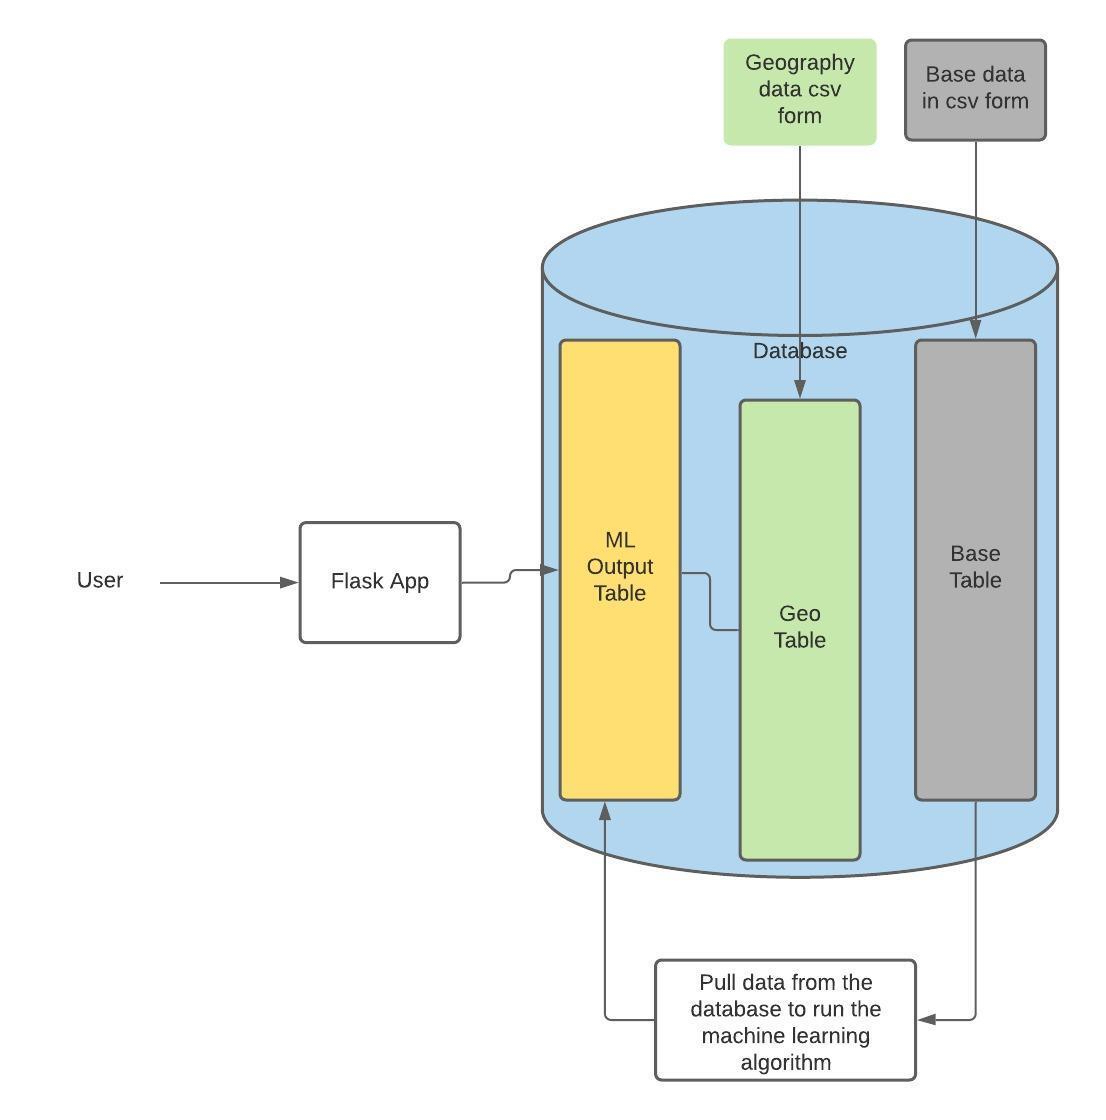 Geography
data csv
form
Base data
in csv form
Database
ML
Output
Table
Geo
Table
Base
Table
User
Flask App
Pull data from the
database to run the
machine learning
algorithm